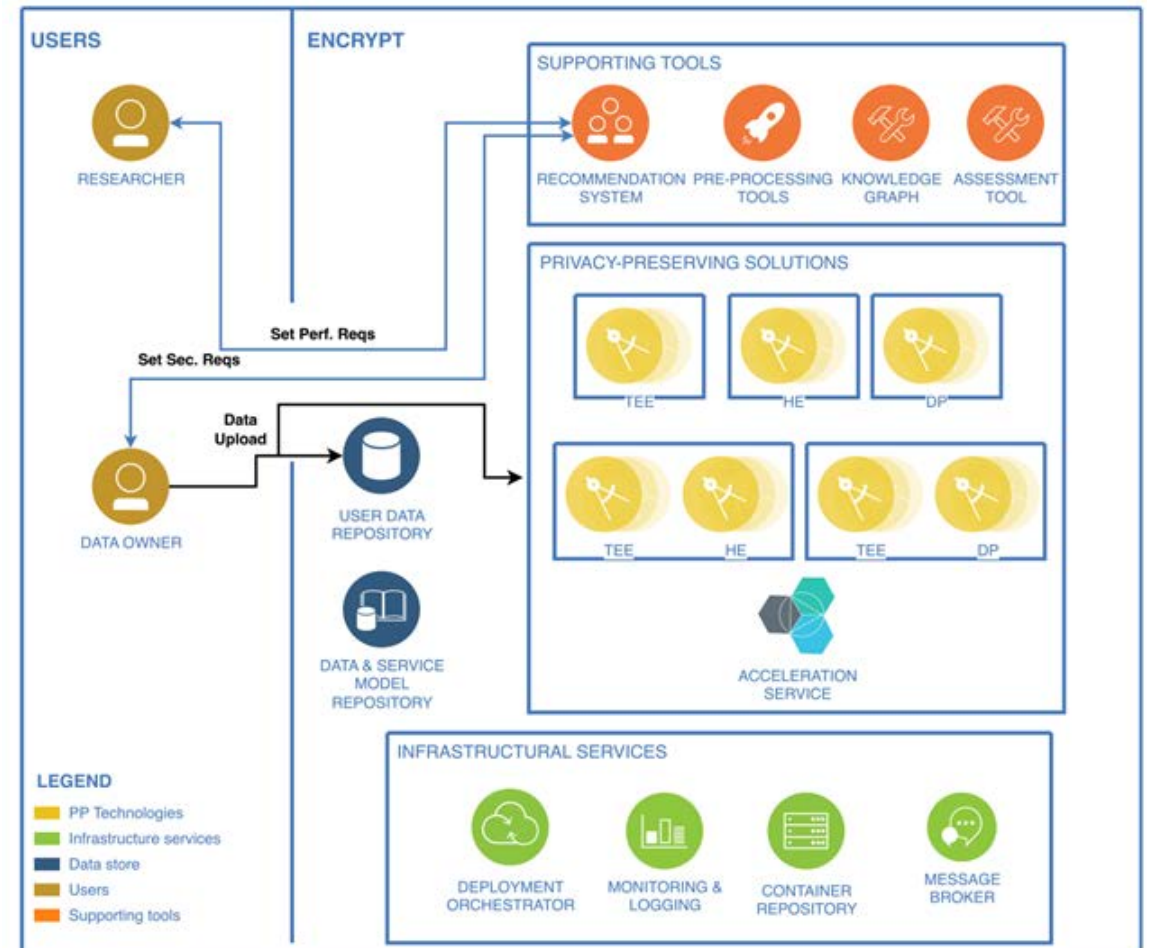 USERS
ENCRYPT
SUPPORTING TOOLS
RESEARCHER
RECOMMENDATION
SYSTEM
PRE-PROCESSING
TOOLS
KNOWLEDGE
GRAPH
ASSESSMENT
TOOL
PRIVACY-PRESERVING SOLUTIONS
Set Perf. Reqs
Set Sec. Reqs
TEE
HE
DP
Data
Upload
DATA OWNER
USER DATA
REPOSITORY
TEE
HE
TEE
DP
DATA & SERVICE
MODEL
REPOSITORY
ACCELERATION
SERVICE
INFRASTRUCTURAL SERVICES
DEPLOYMENT
ORCHESTRATOR
MONITORING &
LOGGING
CONTAINER
REPOSITORY
MESSAGE
BROKER
LEGEND
PP Technologies
Infrastructure services
Data store
Users
Supporting tools